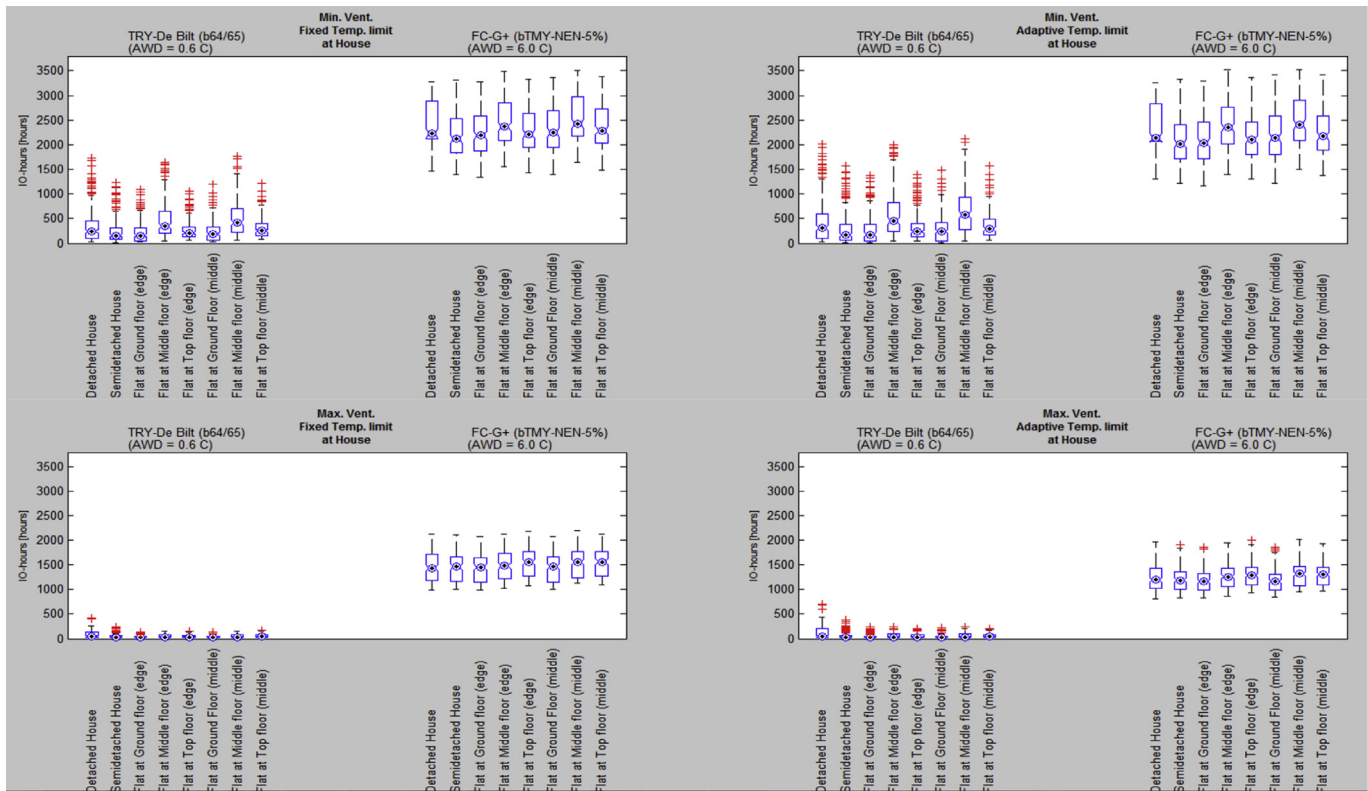 Min. Vent.
Fixed Temp. limit
at House
TRY-De Bilt (b64/65)
(AWD = 0.6 C)
FC-G+ (bTMY-NEN-5%)
(AWD = 6.0 C)
IO-hours [hours]
3500
3000
2500
2000
1500
1000
500
0
Detached House
Semidetached House
Flat at Ground floor (edge)
Flat at Middle floor (edge)
Flat at Top floor (edge)
Flat at Ground Floor (middle)
Flat at Middle floor (middle)
Flat at Top floor (middle)
Detached House
Semidetached House
Flat at Ground floor (edge)
Flat at Middle floor (edge)
Flat at Top floor (edge)
Flat at Ground Floor (middle)
Flat at Middle floor (middle)
Flat at Top floor (middle)
Min. Vent.
Adaptive Temp. limit
at House
TRY-De Bilt (b64/65)
(AWD = 0.6 C)
FC-G+ (bTMY-NEN-5%)
(AWD = 6.0 C)
IO-hours [hours]
3500
3000
2500
2000
1500
1000
500
0
Detached House
Semidetached House
Flat at Ground floor (edge)
Flat at Middle floor (edge)
Flat at Top floor (edge)
Flat at Ground Floor (middle)
Flat at Middle floor (middle)
Flat at Top floor (middle)
Detached House
Semidetached House
Flat at Ground floor (edge)
Flat at Middle floor (edge)
Flat at Top floor (edge)
Flat at Ground Floor (middle)
Flat at Middle floor (middle)
Flat at Top floor (middle)
Max. Vent.
Fixed Temp. limit
at House
TRY-De Bilt (b64/65)
(AWD = 0.6 C)
FC-G+ (bTMY-NEN-5%)
(AWD = 6.0 C)
IO-hours [hours]
3500
3000
2500
2000
1500
1000
500
0
Detached House
Semidetached House
Flat at Ground floor (edge)
Flat at Middle floor (edge)
Flat at Top floor (edge)
Flat at Ground Floor (middle)
Flat at Middle floor (middle)
Flat at Top floor (middle)
Detached House
Semidetached House
Flat at Ground floor (edge)
Flat at Middle floor (edge)
Flat at Top floor (edge)
Flat at Ground Floor (middle)
Flat at Middle floor (middle)
Flat at Top floor (middle)
Max. Vent.
Adaptive Temp. limit
at House
TRY-De Bilt (b64/65)
(AWD = 0.6 C)
FC-G+ (bTMY-NEN-5%)
(AWD = 6.0 C)
IO-hours [hours]
3500
3000
2500
2000
1500
1000
500
0
Detached House
Semidetached House
Flat at Ground floor (edge)
Flat at Middle floor (edge)
Flat at Top floor (edge)
Flat at Ground Floor (middle)
Flat at Middle floor (middle)
Flat at Top floor (middle)
Detached House
Semidetached House
Flat at Ground floor (edge)
Flat at Middle floor (edge)
Flat at Top floor (edge)
Flat at Ground Floor (middle)
Flat at Middle floor (middle)
Flat at Top floor (middle)